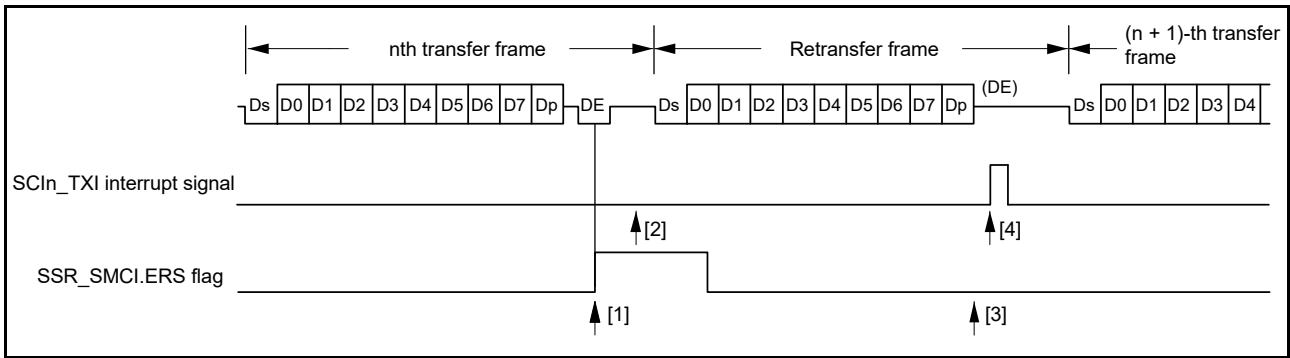 nth transfer frame
Retransfer frame
(n + 1)-th transfer
frame
Ds D0 D1 D2 D3 D4 D5 D6 D7 Dp DE Ds D0 D1 D2 D3 D4 D5 D6 D7 Dp (DE) Ds D0 D1 D2 D3 D4
SCIn_TXI interrupt signal
[2] [4]
SSR_SMCI.ERS flag
[1] [3]